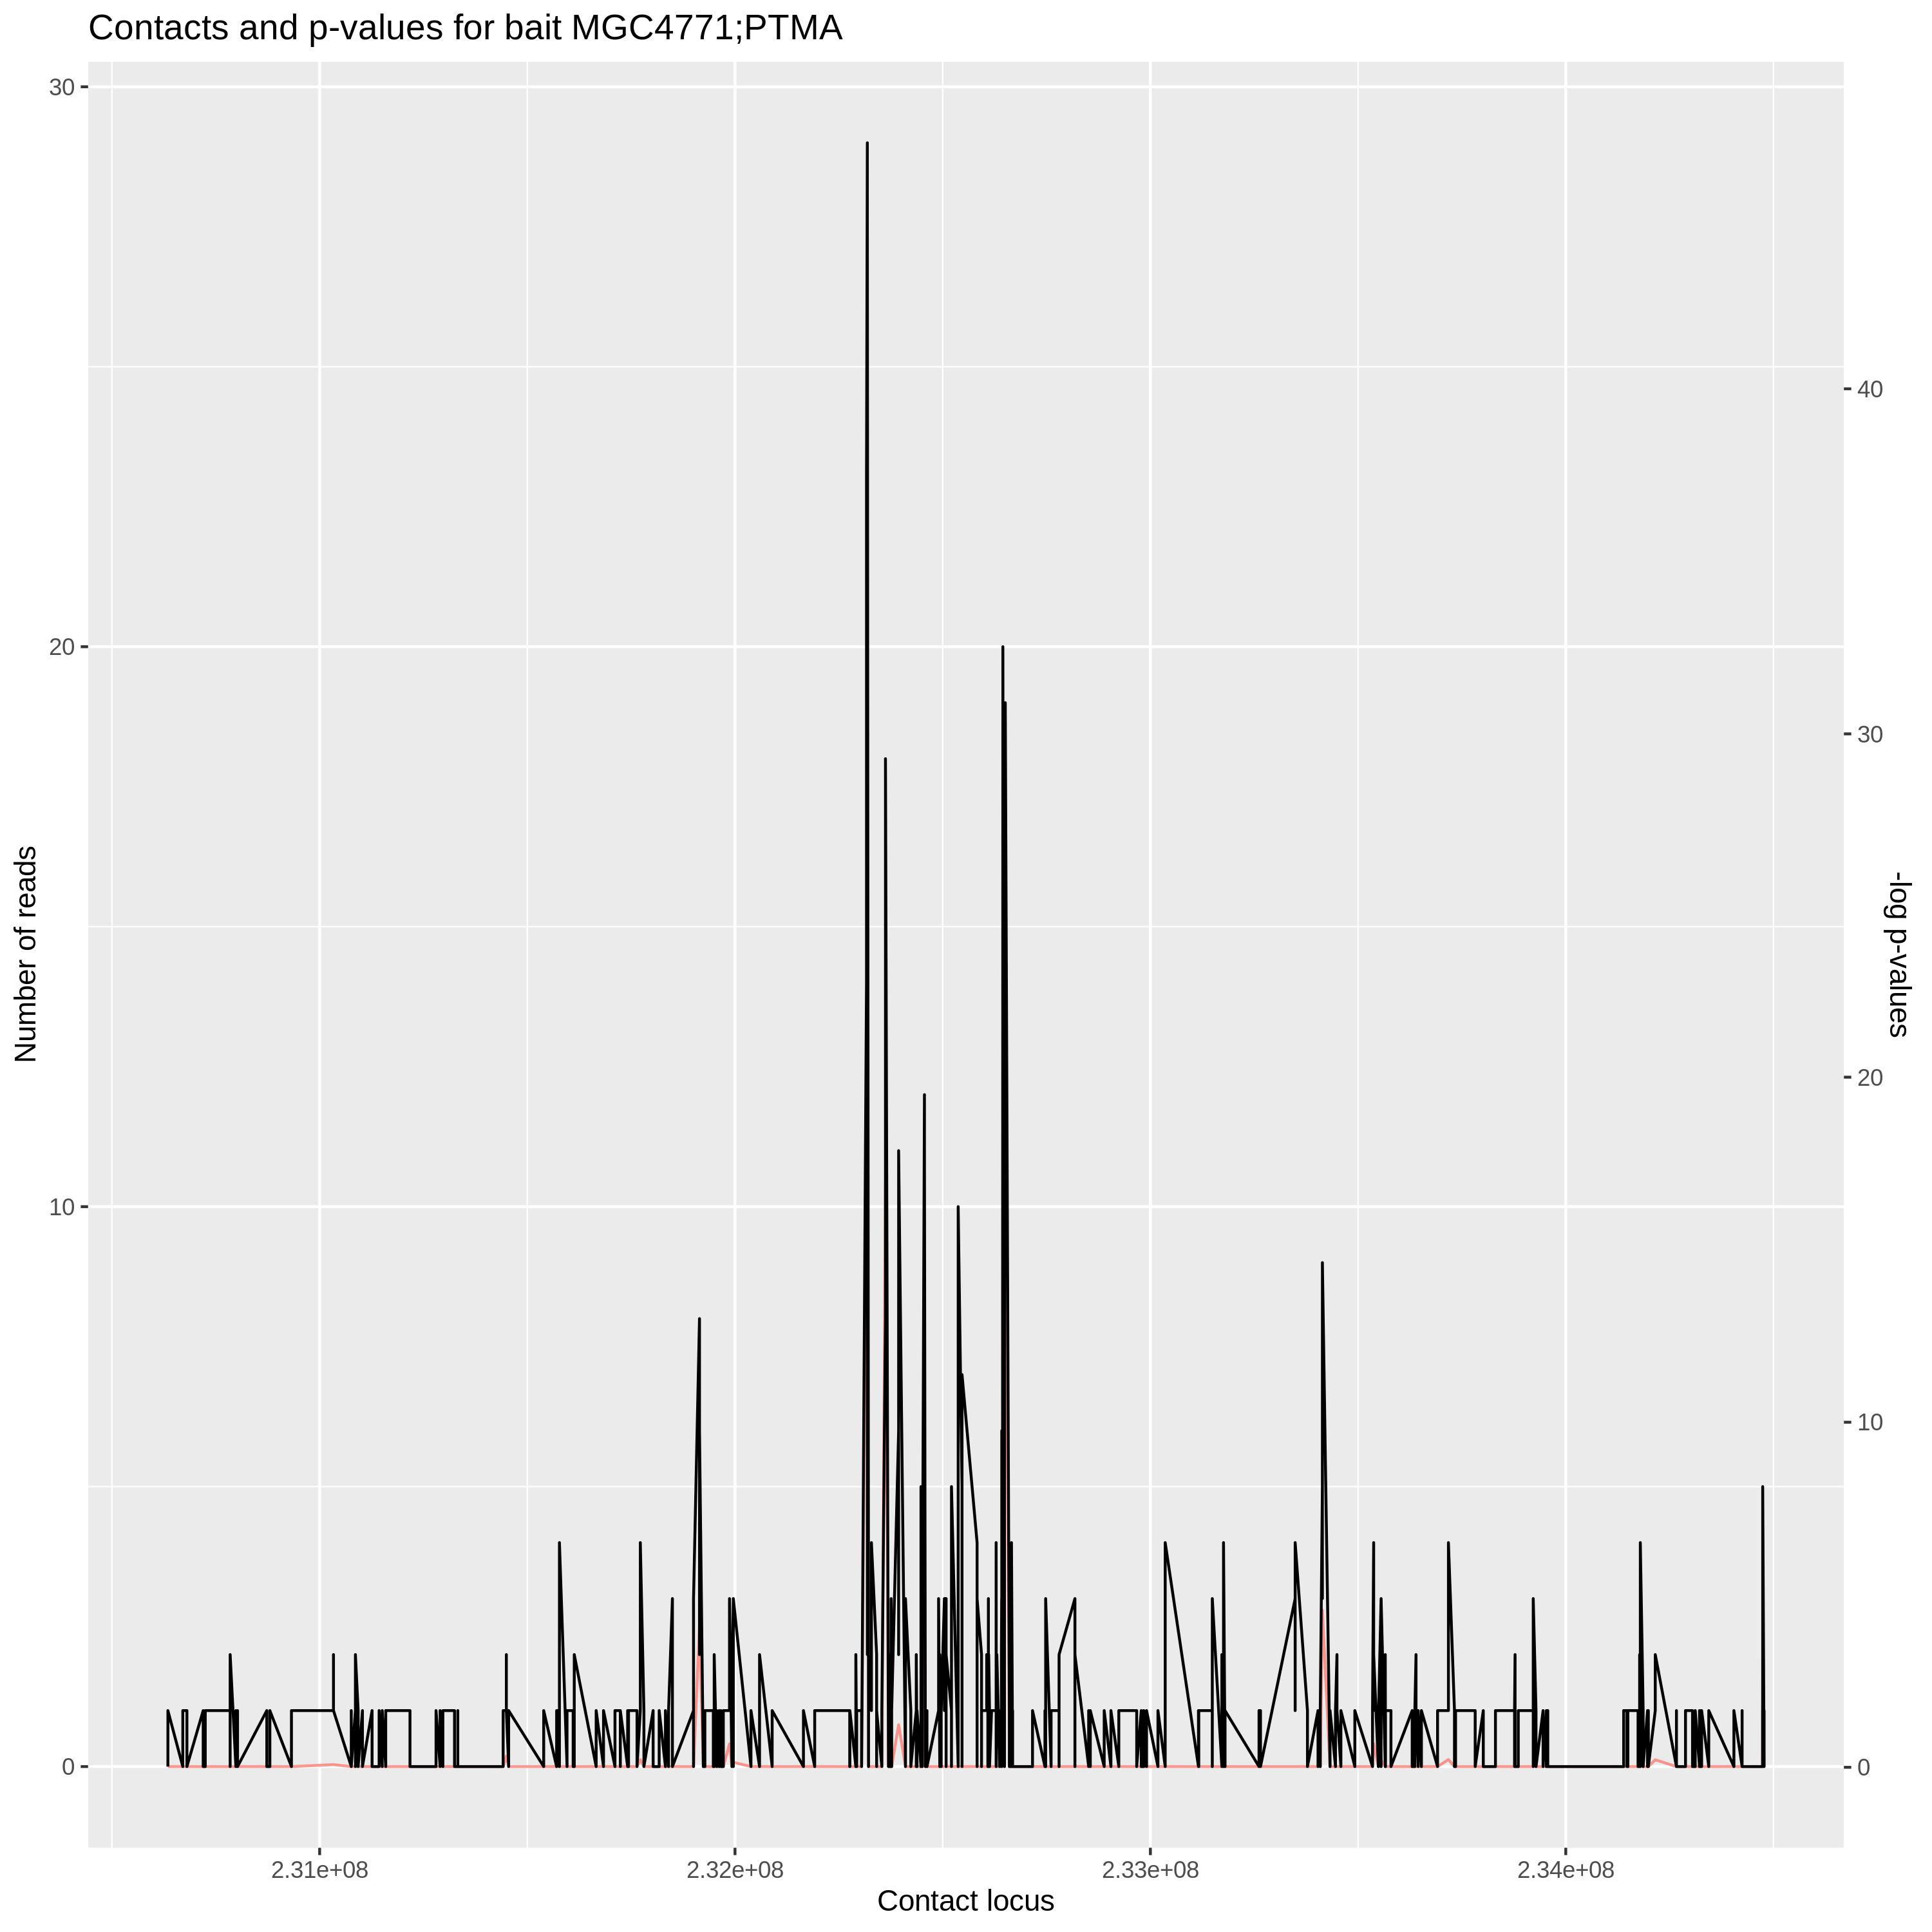 Contacts and p-values for bait MGC4771;PTMA
30
20
10
0
Number of reads
40
30
20
10
0
-log p-values
2.31e+08
2.32e+08
2.33e+08
2.34e+08
Contact locus